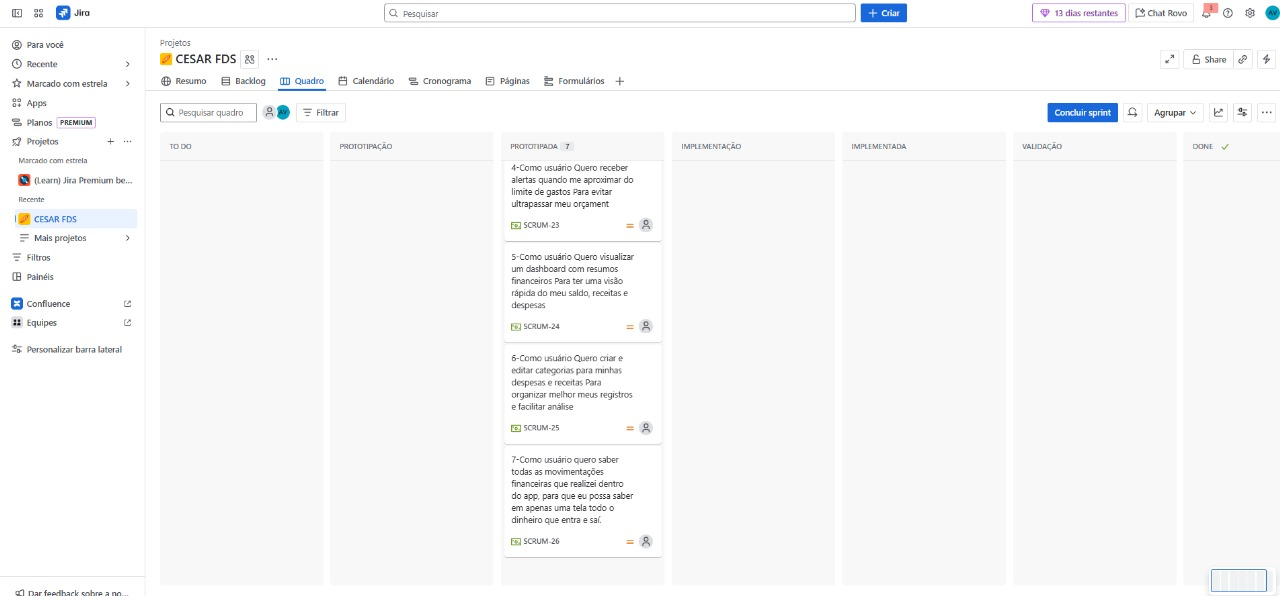 Jira
Pesquisar
Criar
13 dias restantes
Chat Rovo
3
AV
Para você
Recente
Marcado com estrela
Apps
Planos PREMIUM
Projetos
Marcado com estrela
(Learn) Jira Premium be...
Recente
CESAR FDS
Mais projetos
Filtros
Painéis
Confluence
Equipes
Personalizar barra lateral
Dar feedback sobre a no...
Projetos
CESAR FDS
Share
Resumo
Backlog
Quadro
Calendário
Cronograma
Páginas
Formulários
Pesquisar quadro
AV
Filtrar
Concluir sprint
Agrupar
TO DO
PROTOTIPAÇÃO
PROTOTIPADA 7
IMPLEMENTAÇÃO
IMPLEMENTADA
VALIDAÇÃO
DONE
4-Como usuário Quero receber
alertas quando me aproximar do
limite de gastos Para evitar
ultrapassar meu orçament
SCRUM-23
5-Como usuário Quero visualizar
um dashboard com resumos
financeiros Para ter uma visão
rápida do meu saldo, receitas e
despesas
SCRUM-24
6-Como usuário Quero criar e
editar categorias para minhas
despesas e receitas Para
organizar melhor meus registros
e facilitar análise
SCRUM-25
7-Como usuário quero saber
todas as movimentações
financeiras que realizei dentro
do app, para que eu possa saber
em apenas uma tela todo o
dinheiro que entra e saí.
SCRUM-26